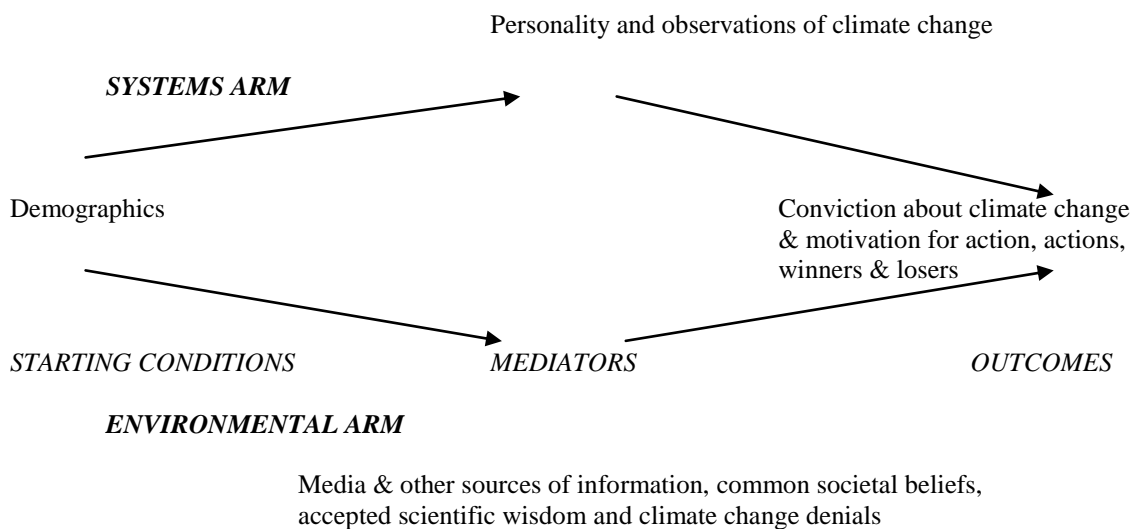 Personality and observations of climate change
SYSTEMS ARM
Demographics
Conviction about climate change
& motivation for action, actions,
winners & losers
STARTING CONDITIONS MEDIATORS OUTCOMES
ENVIRONMENTAL ARM
Media & other sources of information, common societal beliefs,
accepted scientific wisdom and climate change denials